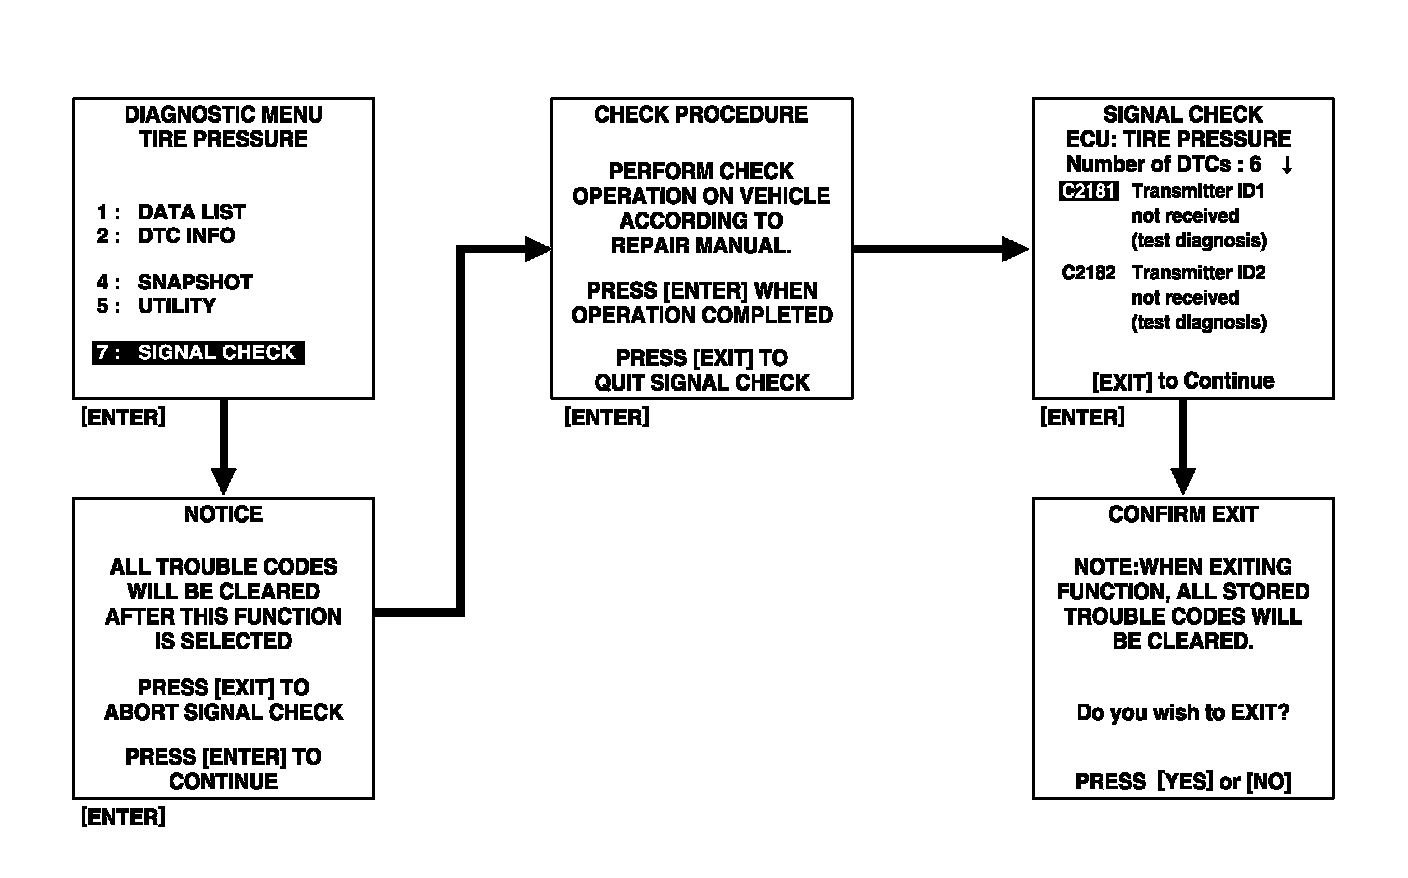 DIAGNOSTIC MENU
TIRE PRESSURE
1 : DATA LIST
2 : DTC INFO
4 : SNAPSHOT
5 : UTILITY
7 : SIGNAL CHECK
[ENTER]
NOTICE
ALL TROUBLE CODES
WILL BE CLEARED
AFTER THIS FUNCTION
IS SELECTED
PRESS [EXIT] TO
ABORT SIGNAL CHECK
PRESS [ENTER] TO
CONTINUE
[ENTER]
CHECK PROCEDURE
PERFORM CHECK
OPERATION ON VEHICLE
ACCORDING TO
REPAIR MANUAL.
PRESS [ENTER] WHEN
OPERATION COMPLETED
PRESS [EXIT] TO
QUIT SIGNAL CHECK
[ENTER]
SIGNAL CHECK
ECU: TIRE PRESSURE
Number of DTCs : 6 ↓
C2181 Transmitter ID1
not received
(test diagnosis)
C2182 Transmitter ID2
not received
(test diagnosis)
[EXIT] to Continue
[ENTER]
CONFIRM EXIT
NOTE:WHEN EXITING
FUNCTION, ALL STORED
TROUBLE CODES WILL
BE CLEARED.
Do you wish to EXIT?
PRESS [YES] or [NO]